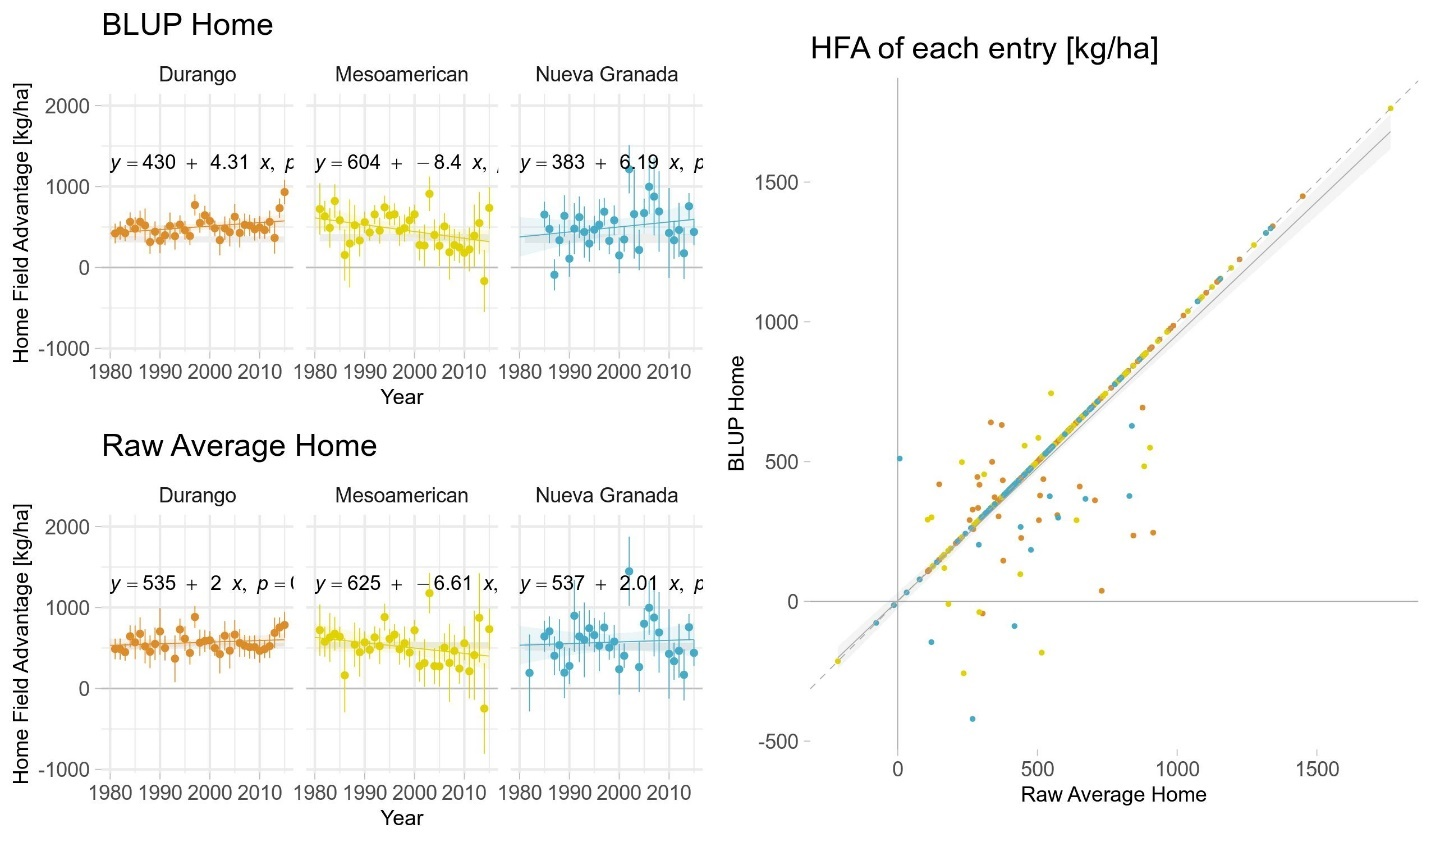 BLUP Home
Durango Mesoamerican Nueva Granada
Home Field Advantage [kg/ha]
2000
1000
0
-1000
y = 430 + 4.31 x, p
y = 604 + −8.4 x,
y = 383 + 6.19 x, p
1980 1990 2000 2010 1980 1990 2000 2010 1980 1990 2000 2010
Year
Raw Average Home
Durango Mesoamerican Nueva Granada
Home Field Advantage [kg/ha]
2000
1000
0
-1000
y = 535 + 2 x, p =
y = 625 + −6.61 x,
y = 537 + 2.01 x, p
1980 1990 2000 2010 1980 1990 2000 2010 1980 1990 2000 2010
Year
HFA of each entry [kg/ha]
BLUP Home
1500
1000
500
0
-500
0 500 1000 1500
Raw Average Home